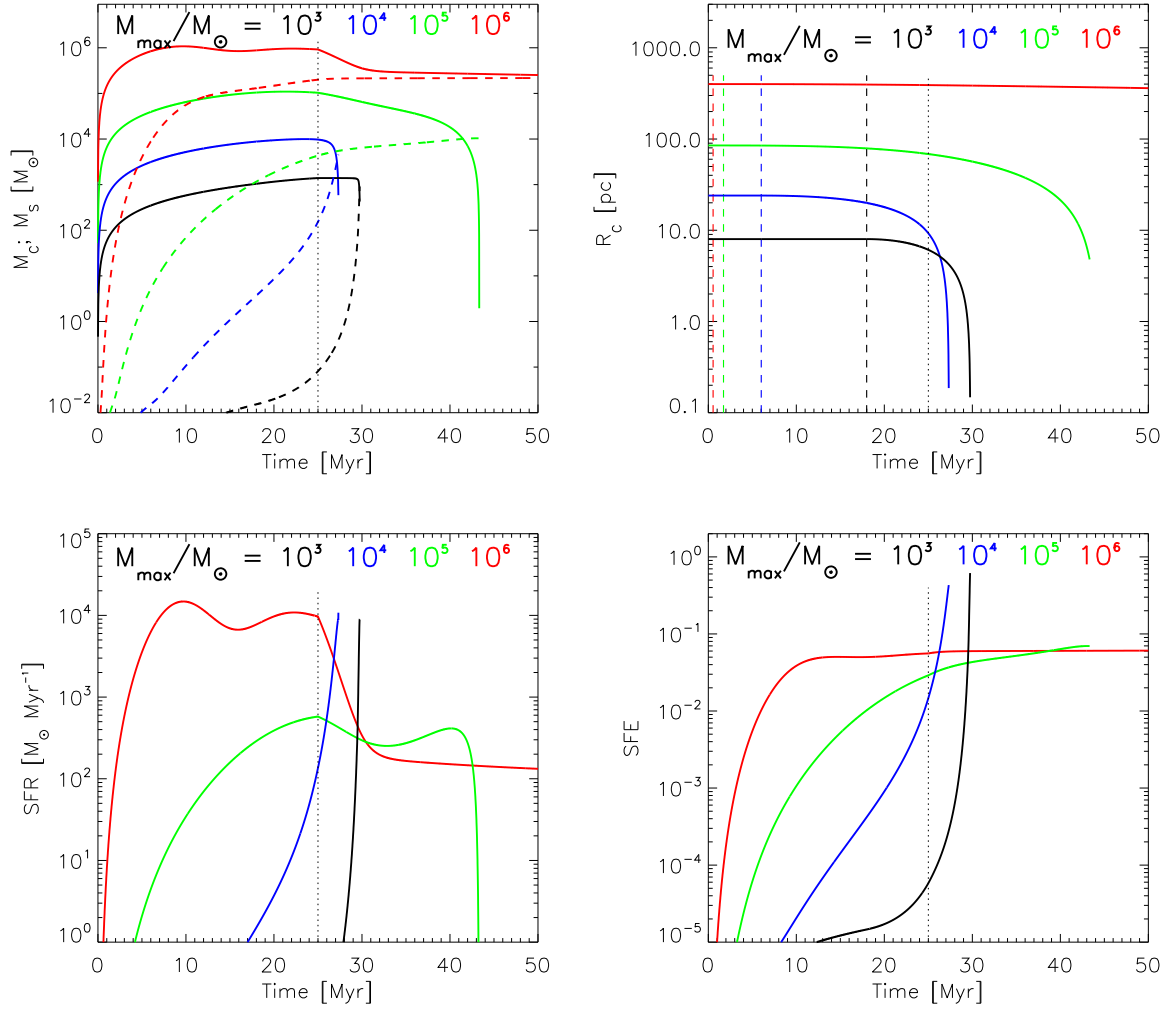 M_max/M_⊙ = 10³ 10⁴ 10⁵ 10⁶
10⁶
10⁴
10²
10⁰
10⁻²
M_c; M_s [M_⊙]
0 10 20 30 40 50
Time [Myr]
M_max/M_⊙ = 10³ 10⁴ 10⁵ 10⁶
1000.0
100.0
10.0
1.0
0.1
R_c [pc]
0 10 20 30 40 50
Time [Myr]
M_max/M_⊙ = 10³ 10⁴ 10⁵ 10⁶
10⁵
10⁴
10³
10²
10¹
10⁰
SFR [M_⊙ Myr⁻¹]
0 10 20 30 40 50
Time [Myr]
M_max/M_⊙ = 10³ 10⁴ 10⁵ 10⁶
10⁰
10⁻¹
10⁻²
10⁻³
10⁻⁴
10⁻⁵
SFE
0 10 20 30 40 50
Time [Myr]